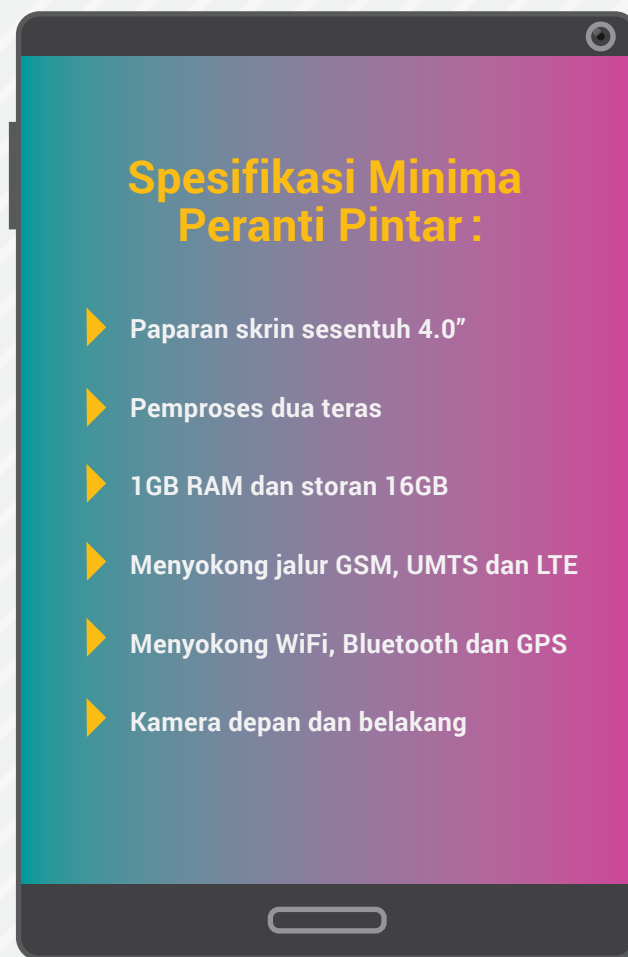 Spesifikasi Minima
Peranti Pintar :
Paparan skrin sesentuh 4.0”
Pemproses dua teras
1GB RAM dan storan 16GB
Menyokong jalur GSM, UMTS dan LTE
Menyokong WiFi, Bluetooth dan GPS
Kamera depan dan belakang